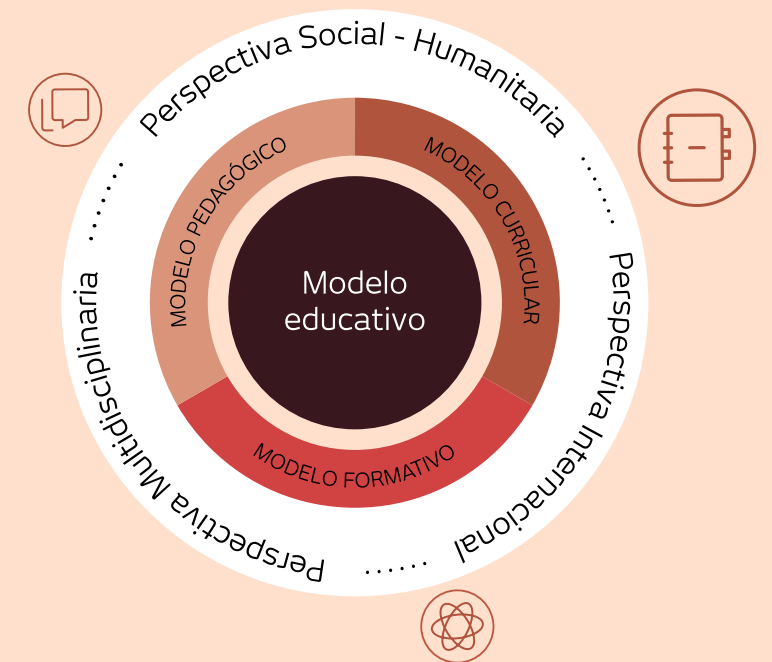 Perspectiva Social - Humanitaria
Perspectiva Internacional
Perspectiva Multidisciplinaria
MODELO PEDAGÓGICO
MODELO CURRICULAR
MODELO FORMATIVO
Modelo
educativo